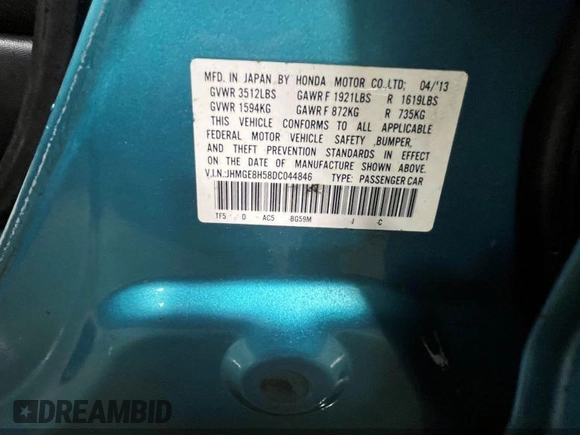 MFD. IN JAPAN BY HONDA MOTOR CO.,LTD; 04/'13
GVWR 3512LBS GAWR F 1921LBS R 1619LBS
GVWR 1594KG GAWR F 872KG R 735KG
THIS VEHICLE CONFORMS TO ALL APPLICABLE
FEDERAL MOTOR VEHICLE SAFETY ,BUMPER,
AND THEFT PREVENTION STANDARDS IN EFFECT
ON THE DATE OF MANUFACTURE SHOWN ABOVE.
V.I.N.:JHMGE8H58DC044846 TYPE: PASSENGER CAR
TF5 D AC5 BG59M J C
DREAMBID